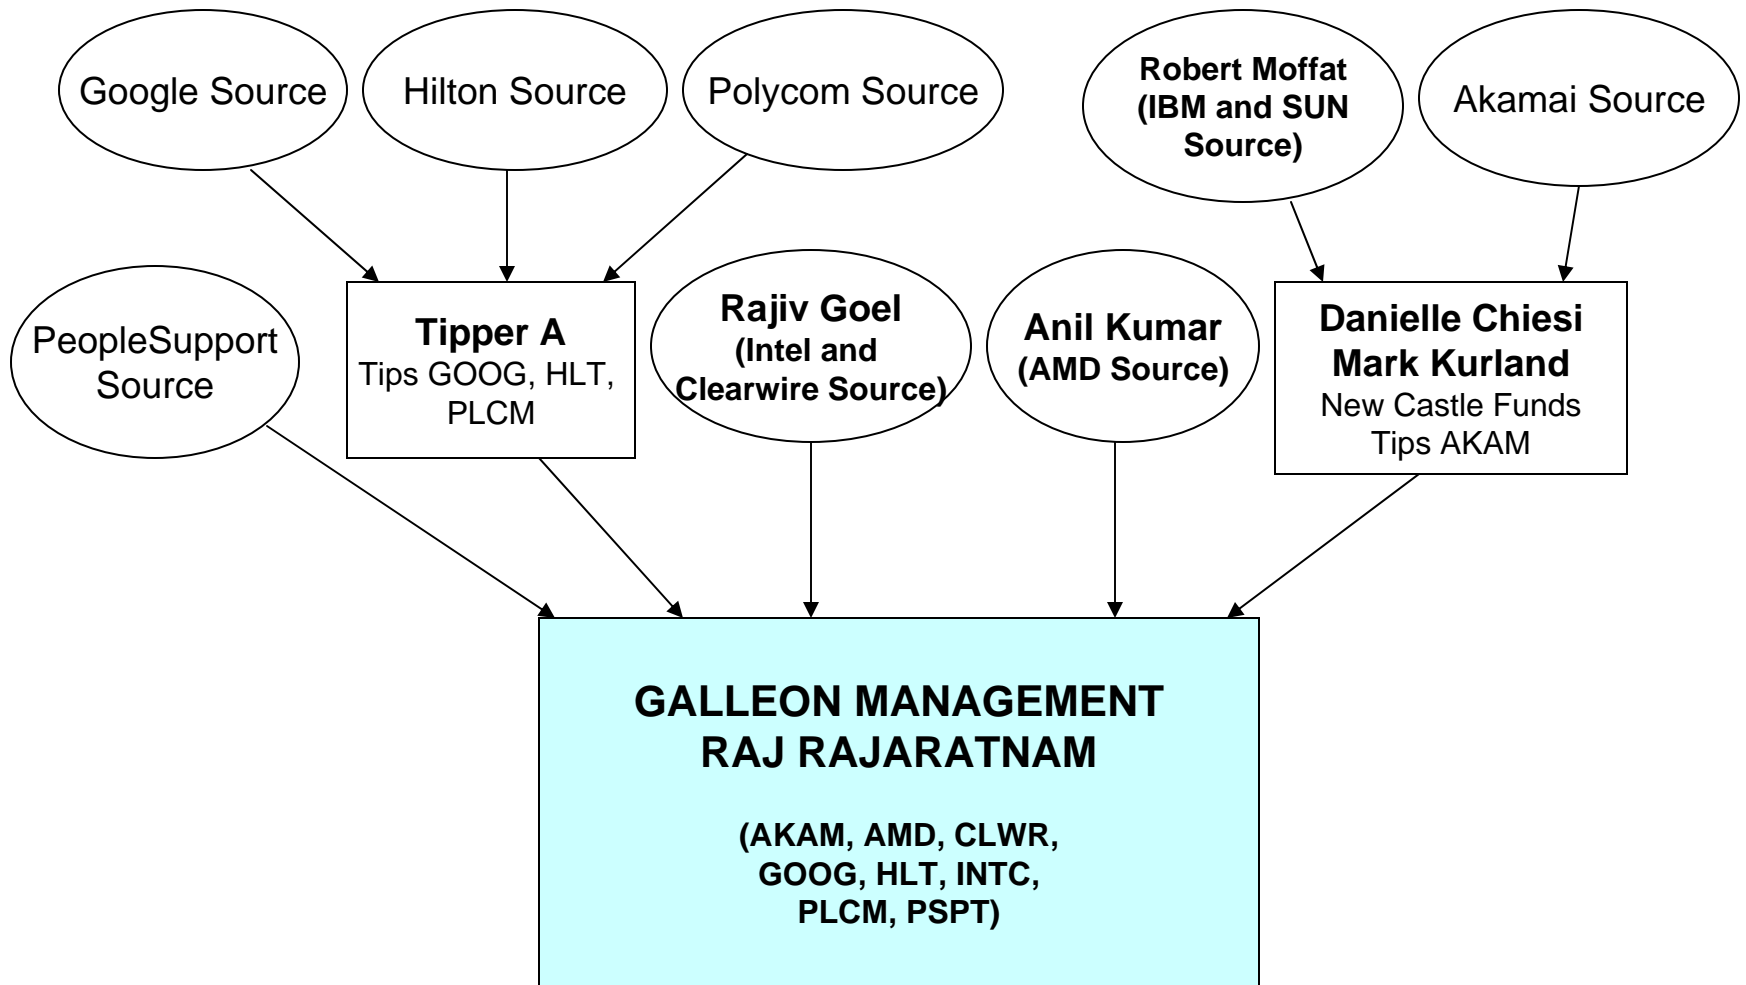 Google Source
Hilton Source
Polycom Source
Robert Moffat
(IBM and SUN
Source)
Akamai Source
PeopleSupport
Source
Tipper A
Tips GOOG, HLT,
PLCM
Rajiv Goel
(Intel and
Clearwire Source)
Anil Kumar
(AMD Source)
Danielle Chiesi
Mark Kurland
New Castle Funds
Tips AKAM
GALLEON MANAGEMENT
RAJ RAJARATNAM
(AKAM, AMD, CLWR,
GOOG, HLT, INTC,
PLCM, PSPT)